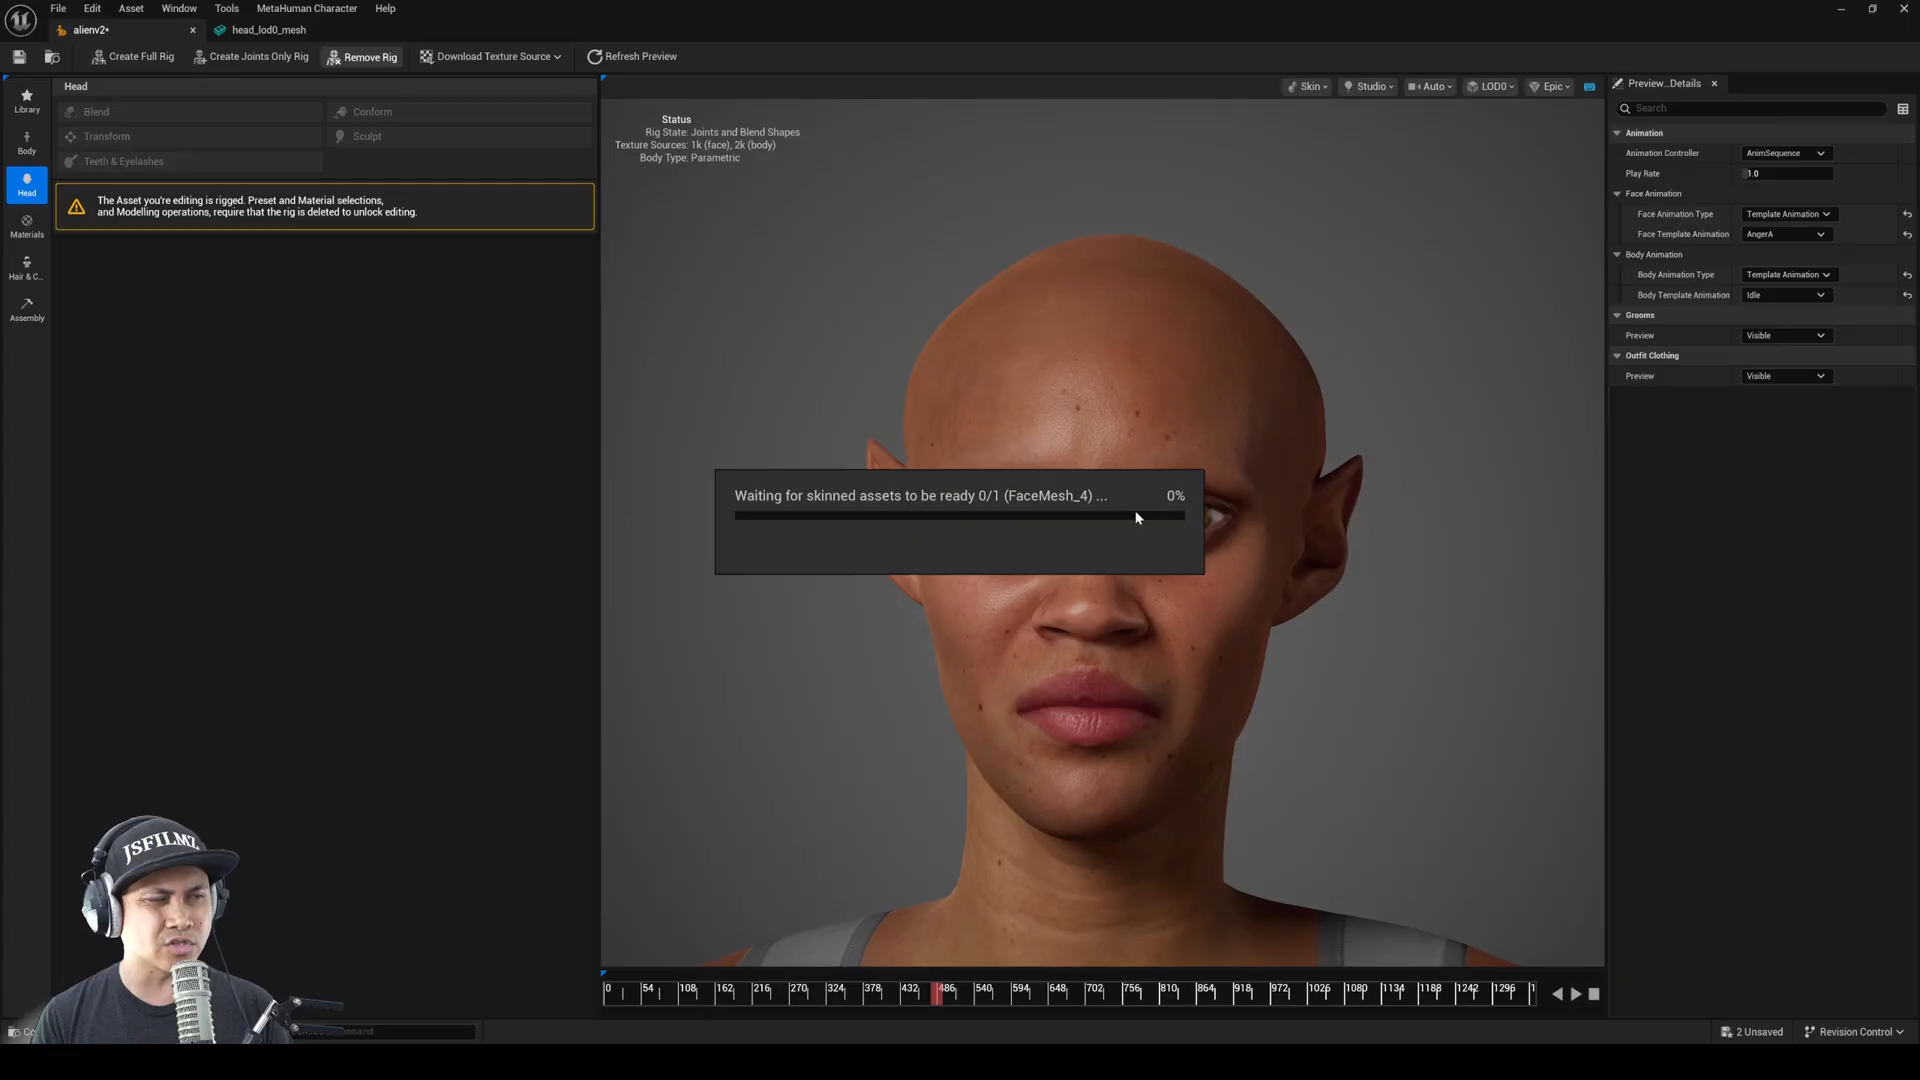 File Edit Asset Window Tools MetaHuman Character Help
alienv2* head_lod0_mesh
Create Full Rig Create Joints Only Rig Remove Rig Download Texture Source Refresh Preview
Library
Body
Head
Materials
Hair & C...
Assembly
Head
Blend Conform
Transform Sculpt
Teeth & Eyelashes
The Asset you're editing is rigged. Preset and Material selections,
and Modelling operations, require that the rig is deleted to unlock editing.
Skin Studio Auto LOD0 Epic
Status
Rig State: Joints and Blend Shapes
Texture Sources: 1k (face), 2k (body)
Body Type: Parametric
Waiting for skinned assets to be ready 0/1 (FaceMesh_4) ... 0%
Preview...Details
Search
Animation
Animation Controller AnimSequence
Play Rate 1.0
Face Animation
Face Animation Type Template Animation
Face Template Animation AngerA
Body Animation
Body Animation Type Template Animation
Body Template Animation Idle
Grooms
Preview Visible
Outfit Clothing
Preview Visible
JSFILMZ
0 54 108 162 216 270 324 378 432 486 540 594 648 702 756 810 864 918 972 1026 1080 1134 1188 1242 1296 1
2 Unsaved Revision Control